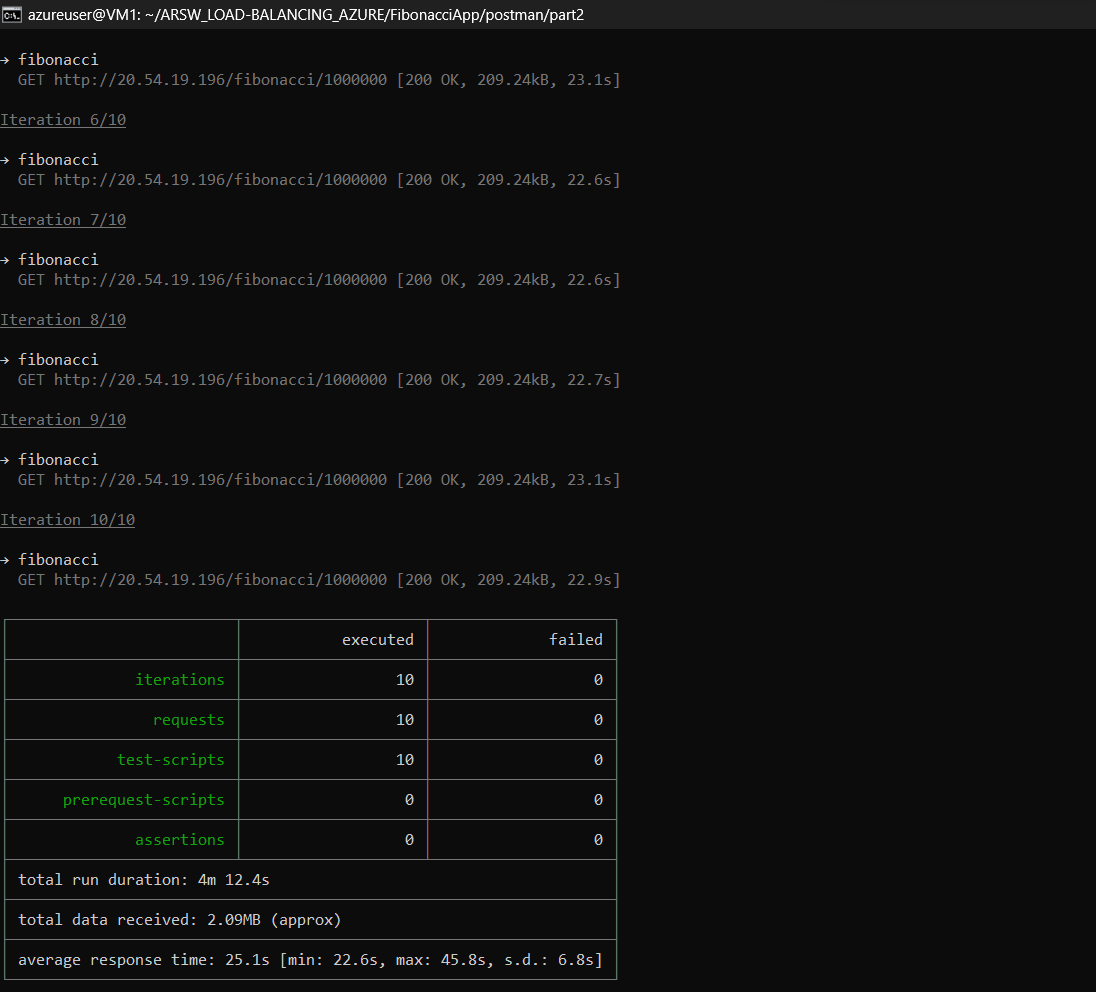 azureuser@VM1: ~/ARSW_LOAD-BALANCING_AZURE/FibonacciApp/postman/part2
→ fibonacci
GET http://20.54.19.196/fibonacci/1000000 [200 OK, 209.24kB, 23.1s]
Iteration 6/10
→ fibonacci
GET http://20.54.19.196/fibonacci/1000000 [200 OK, 209.24kB, 22.6s]
Iteration 7/10
→ fibonacci
GET http://20.54.19.196/fibonacci/1000000 [200 OK, 209.24kB, 22.6s]
Iteration 8/10
→ fibonacci
GET http://20.54.19.196/fibonacci/1000000 [200 OK, 209.24kB, 22.7s]
Iteration 9/10
→ fibonacci
GET http://20.54.19.196/fibonacci/1000000 [200 OK, 209.24kB, 23.1s]
Iteration 10/10
→ fibonacci
GET http://20.54.19.196/fibonacci/1000000 [200 OK, 209.24kB, 22.9s]
executed failed
iterations 10 0
requests 10 0
test-scripts 10 0
prerequest-scripts 0 0
assertions 0 0
total run duration: 4m 12.4s
total data received: 2.09MB (approx)
average response time: 25.1s [min: 22.6s, max: 45.8s, s.d.: 6.8s]